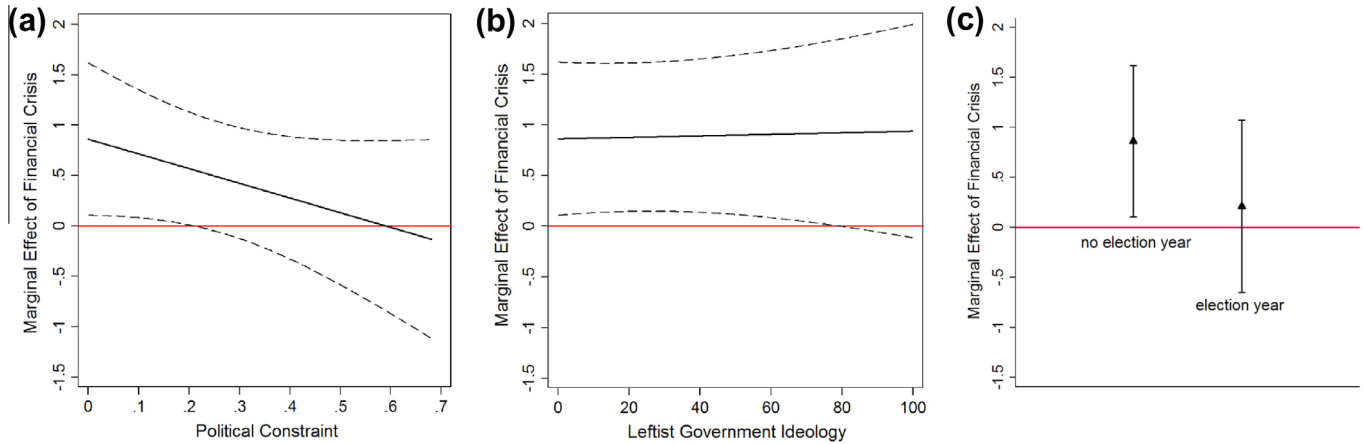 (a)
Marginal Effect of Financial Crisis
2
1.5
1
.5
0
-.5
-1
-1.5
0 .1 .2 .3 .4 .5 .6 .7
Political Constraint
(b)
Marginal Effect of Financial Crisis
2
1.5
1
.5
0
-.5
-1
-1.5
0 20 40 60 80 100
Leftist Government Ideology
(c)
Marginal Effect of Financial Crisis
2
1.5
1
.5
0
-.5
-1
-1.5
no election year
election year